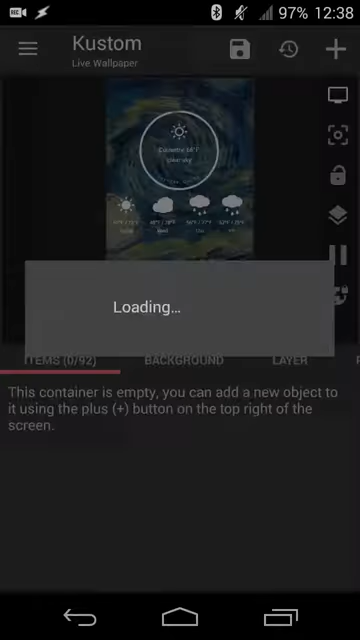 REC 97% 12:38
Kustom
Live Wallpaper
Loading...
ITEMS (0/92) BACKGROUND LAYER
This container is empty, you can add a new object to
it using the plus (+) button on the top right of the
screen.